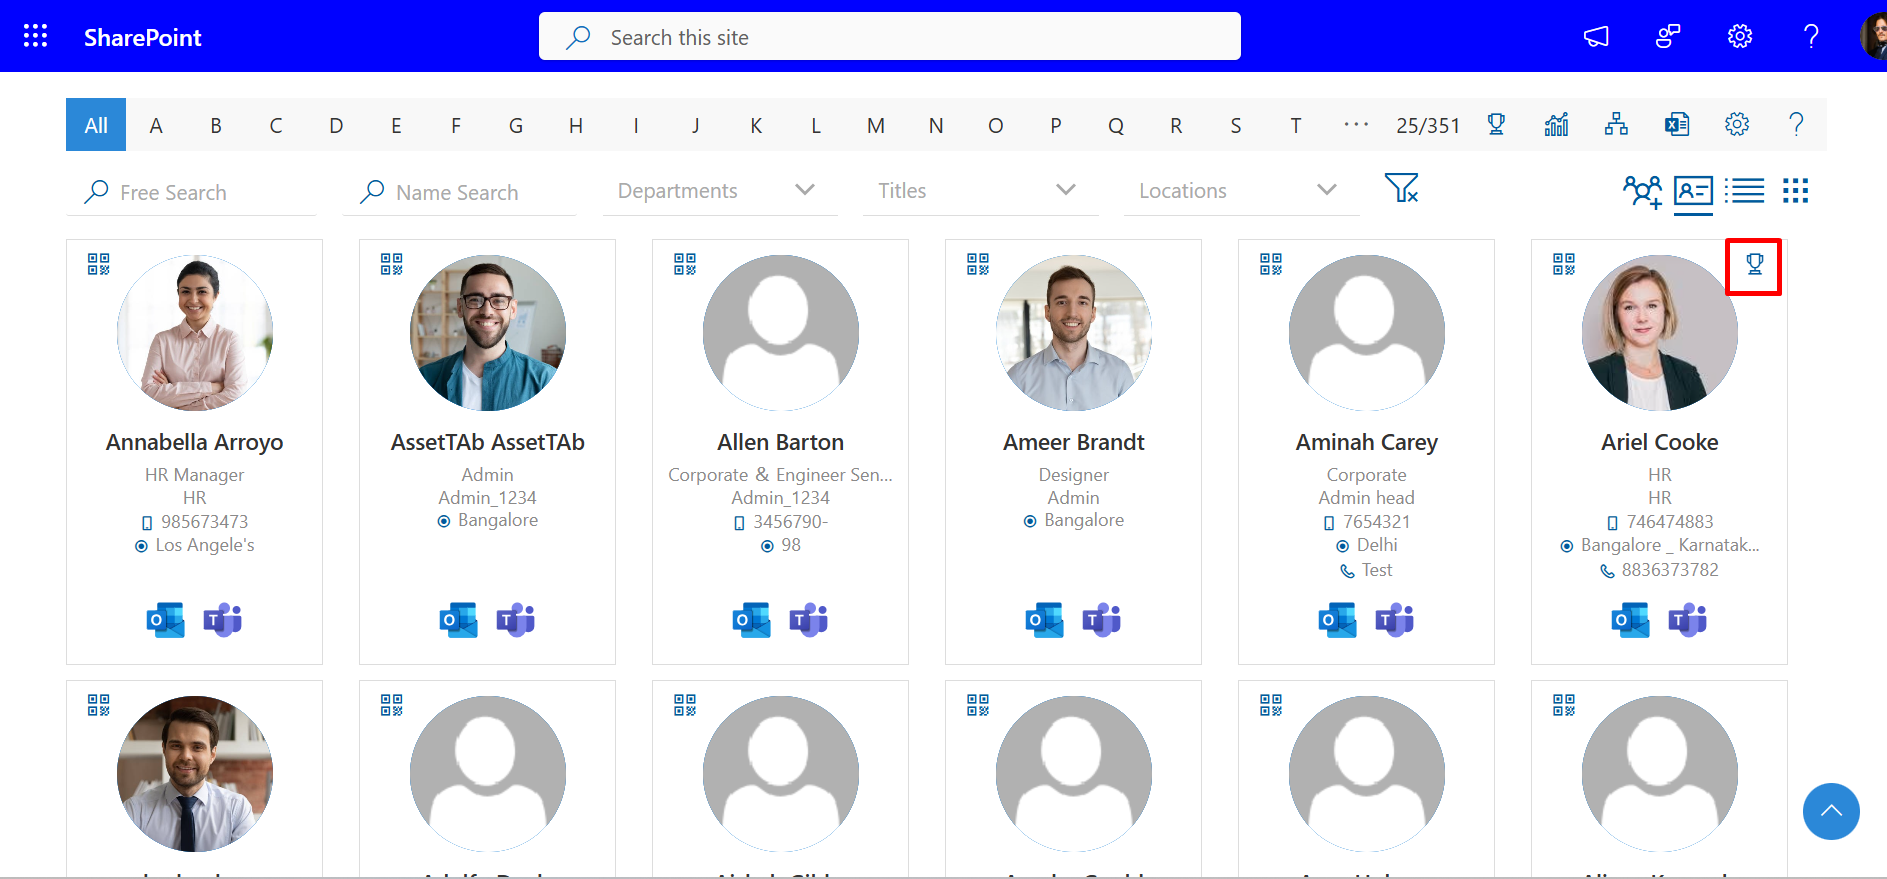 SharePoint
Search this site
All A B C D E F G H I J K L M N O P Q R S T ... 25/351
Free Search
Name Search
Departments
Titles
Locations
Annabella Arroyo
HR Manager
HR
985673473
Los Angele's
AssetTAb AssetTAb
Admin
Admin_1234
Bangalore
Allen Barton
Corporate & Engineer Sen...
Admin_1234
3456790-
98
Ameer Brandt
Designer
Admin
Bangalore
Aminah Carey
Corporate
Admin head
7654321
Delhi
Test
Ariel Cooke
HR
HR
746474883
Bangalore _ Karnatak...
8836373782